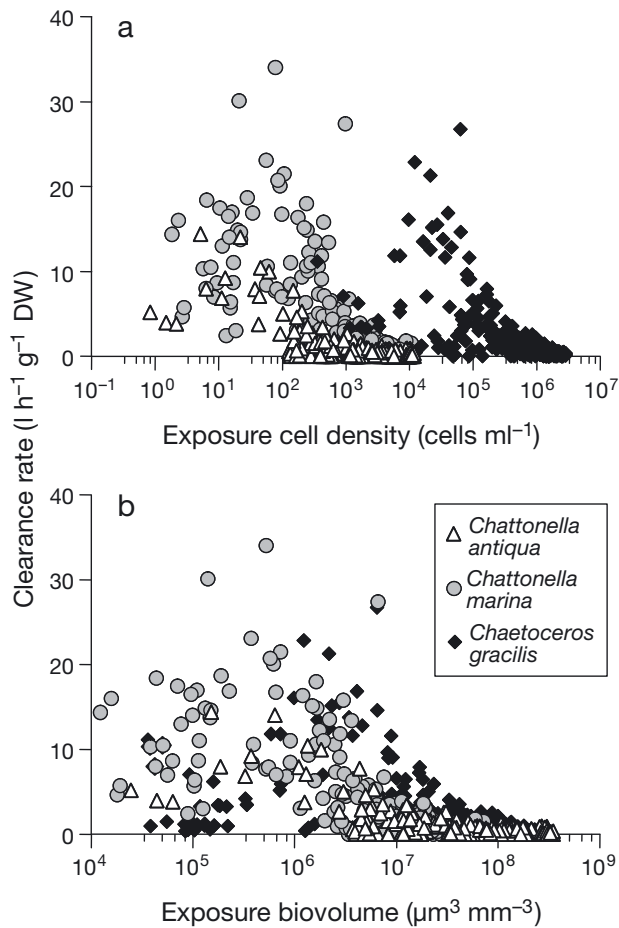 a
40
30
20
10
0
10⁻¹ 10⁰ 10¹ 10² 10³ 10⁴ 10⁵ 10⁶ 10⁷
Exposure cell density (cells ml⁻¹)
Clearance rate (l h⁻¹ g⁻¹ DW)
b
40
30
20
10
0
Chattonella
antiqua
Chattonella
marina
Chaetoceros
gracilis
10⁴ 10⁵ 10⁶ 10⁷ 10⁸ 10⁹
Exposure biovolume (µm³ mm⁻³)